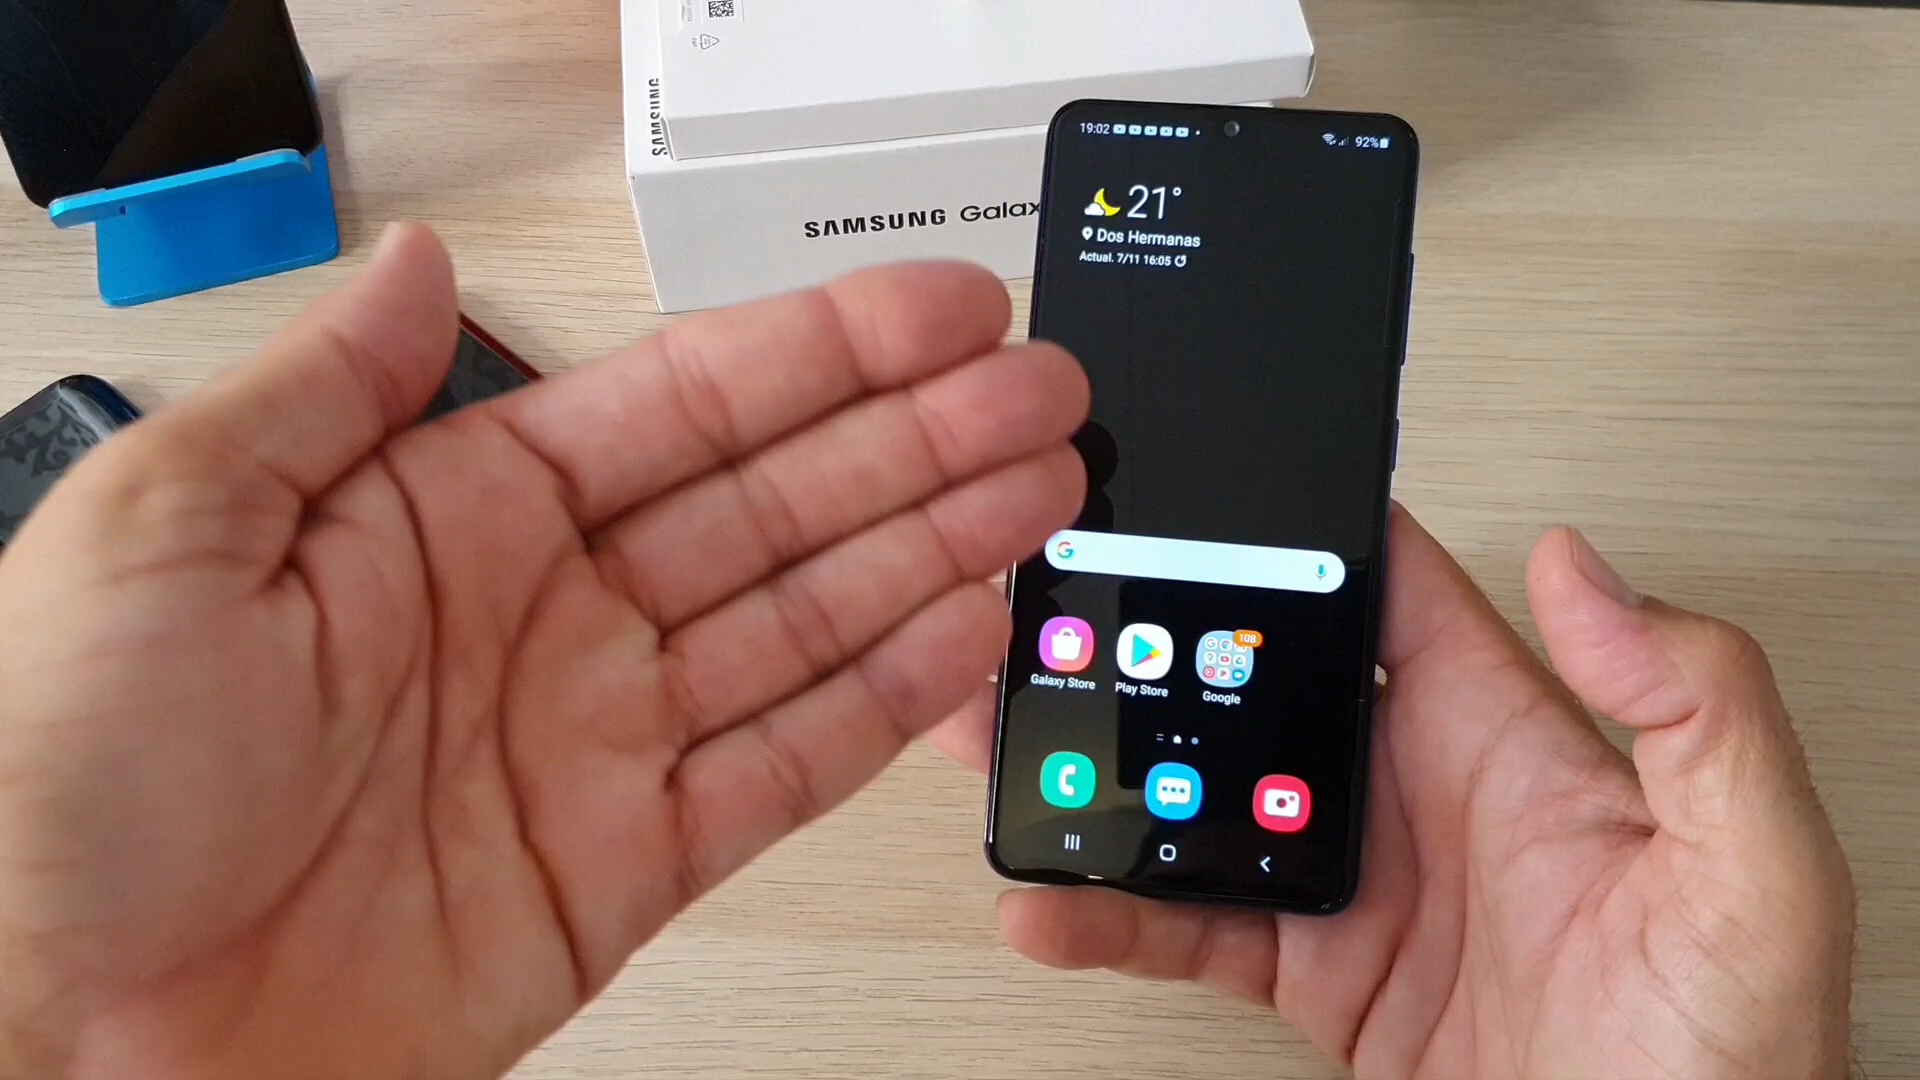 SAMSUNG
SAMSUNG Galax
19:02
92%
21°
Dos Hermanas
Actual. 7/11 16:05
108
Galaxy Store
Play Store
Google